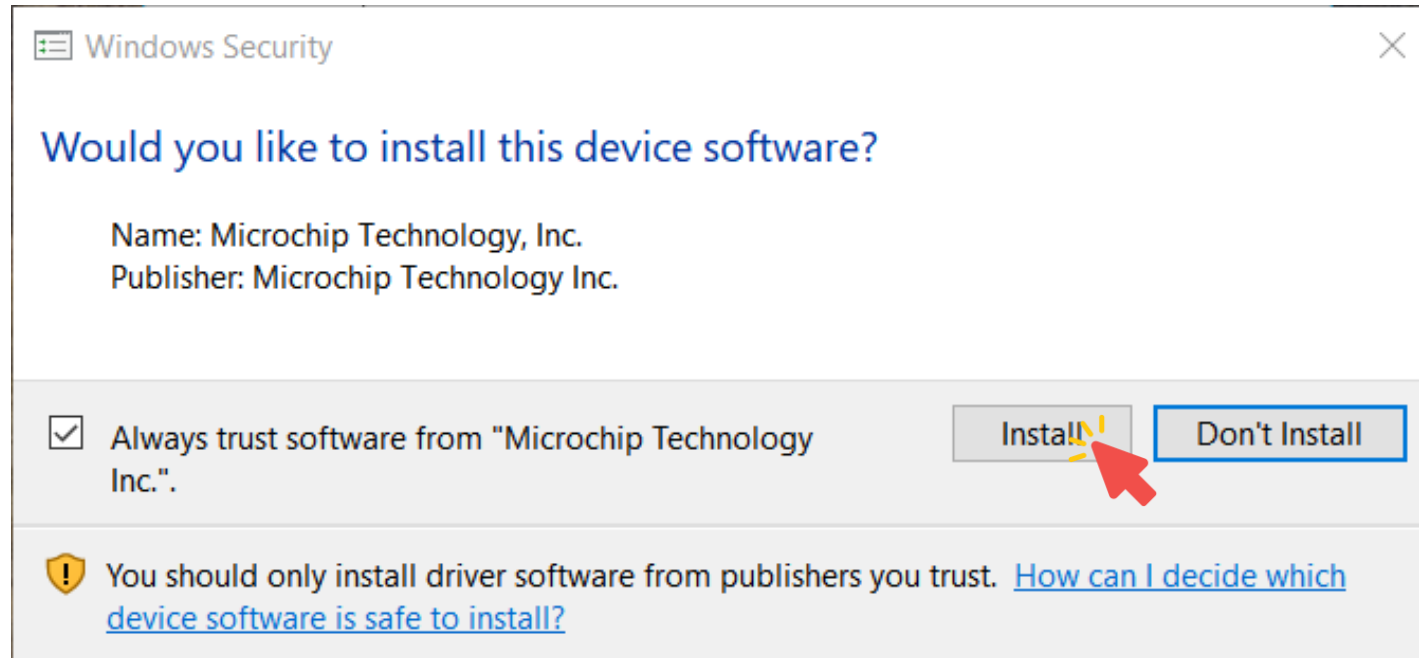 Windows Security
Would you like to install this device software?
Name: Microchip Technology, Inc.
Publisher: Microchip Technology Inc.
Always trust software from "Microchip Technology
Inc.".
Install
Don't Install
You should only install driver software from publishers you trust. How can I decide which
device software is safe to install?